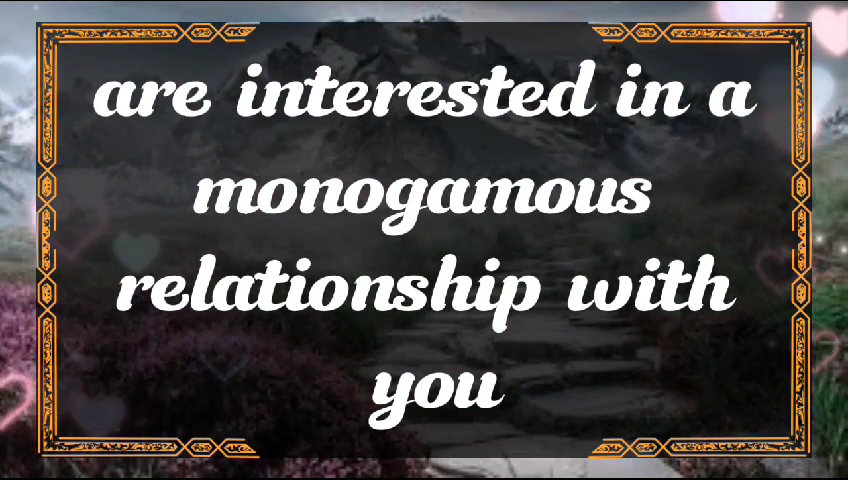 are interested in a
monogamous
relationship with
you